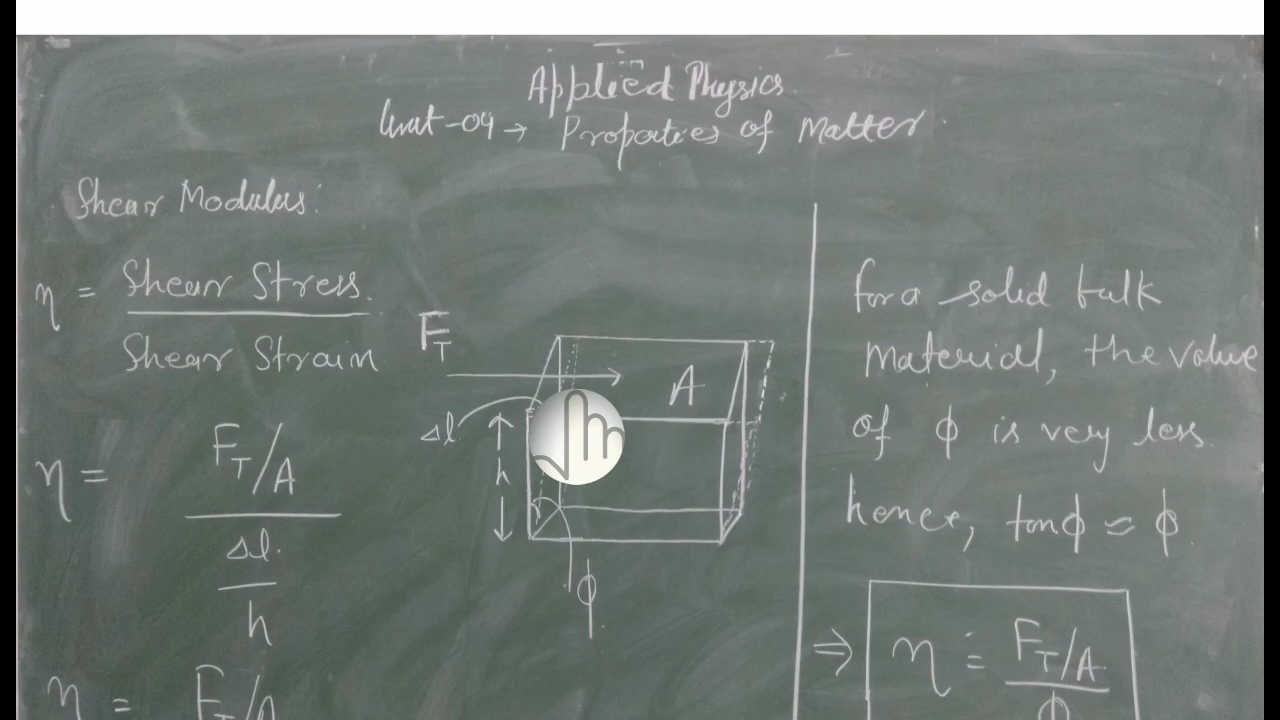 Applied Physics
Unit-04 → Properties of Matter
Shear Modulus:
η = Shear Stress
Shear Strain
η = F_T/A
Δl
h
η = F_T/A
F_T
A
Δl
h
ϕ
for a solid bulk
material, the value
of ϕ is very less
hence, tanϕ ≈ ϕ
⇒ η = F_T/A
ϕ